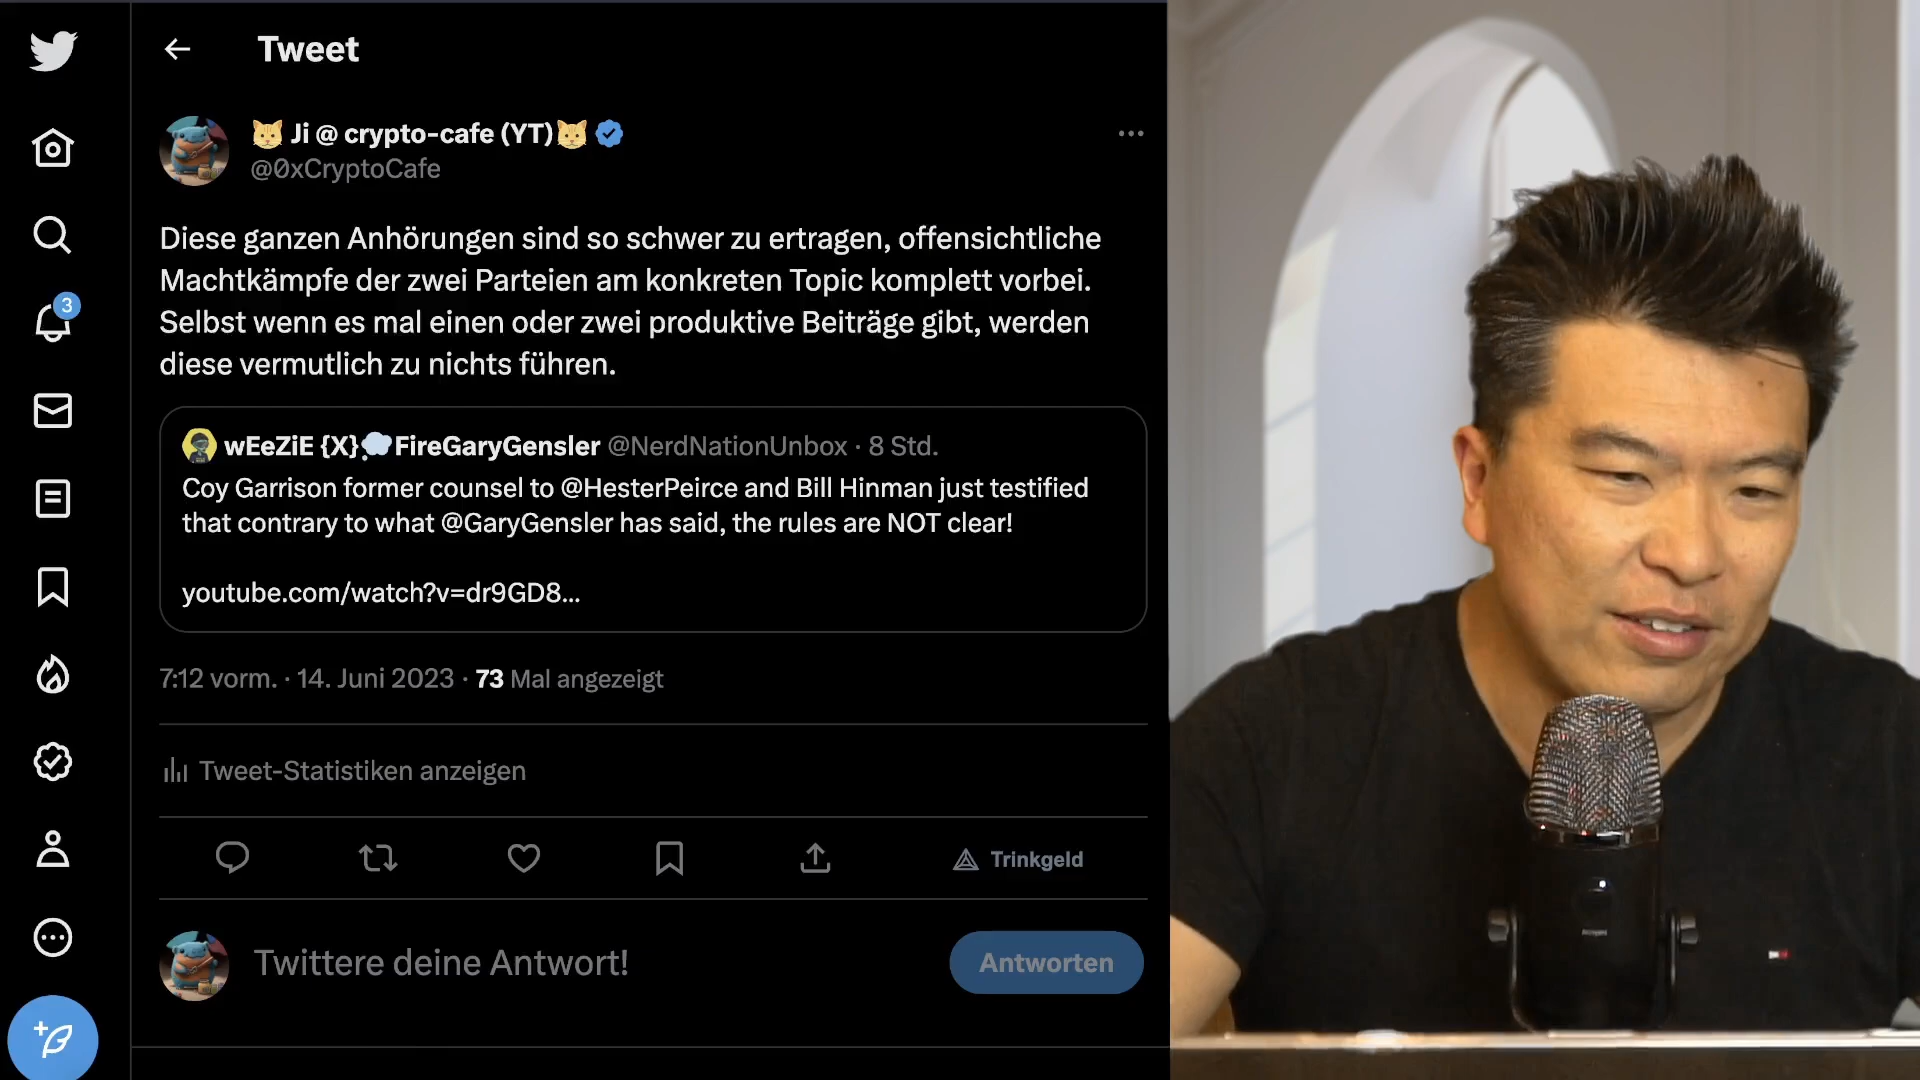 Tweet
🐱 Ji @ crypto-cafe (YT)🐱
@0xCryptoCafe
Diese ganzen Anhörungen sind so schwer zu ertragen, offensichtliche
Machtkämpfe der zwei Parteien am konkreten Topic komplett vorbei.
Selbst wenn es mal einen oder zwei produktive Beiträge gibt, werden
diese vermutlich zu nichts führen.
wEeZiE {X}💭FireGaryGensler @NerdNationUnbox · 8 Std.
Coy Garrison former counsel to @HesterPeirce and Bill Hinman just testified
that contrary to what @GaryGensler has said, the rules are NOT clear!
youtube.com/watch?v=dr9GD8...
7:12 vorm. · 14. Juni 2023 · 73 Mal angezeigt
Tweet-Statistiken anzeigen
Trinkgeld
Twittere deine Antwort!
Antworten
3